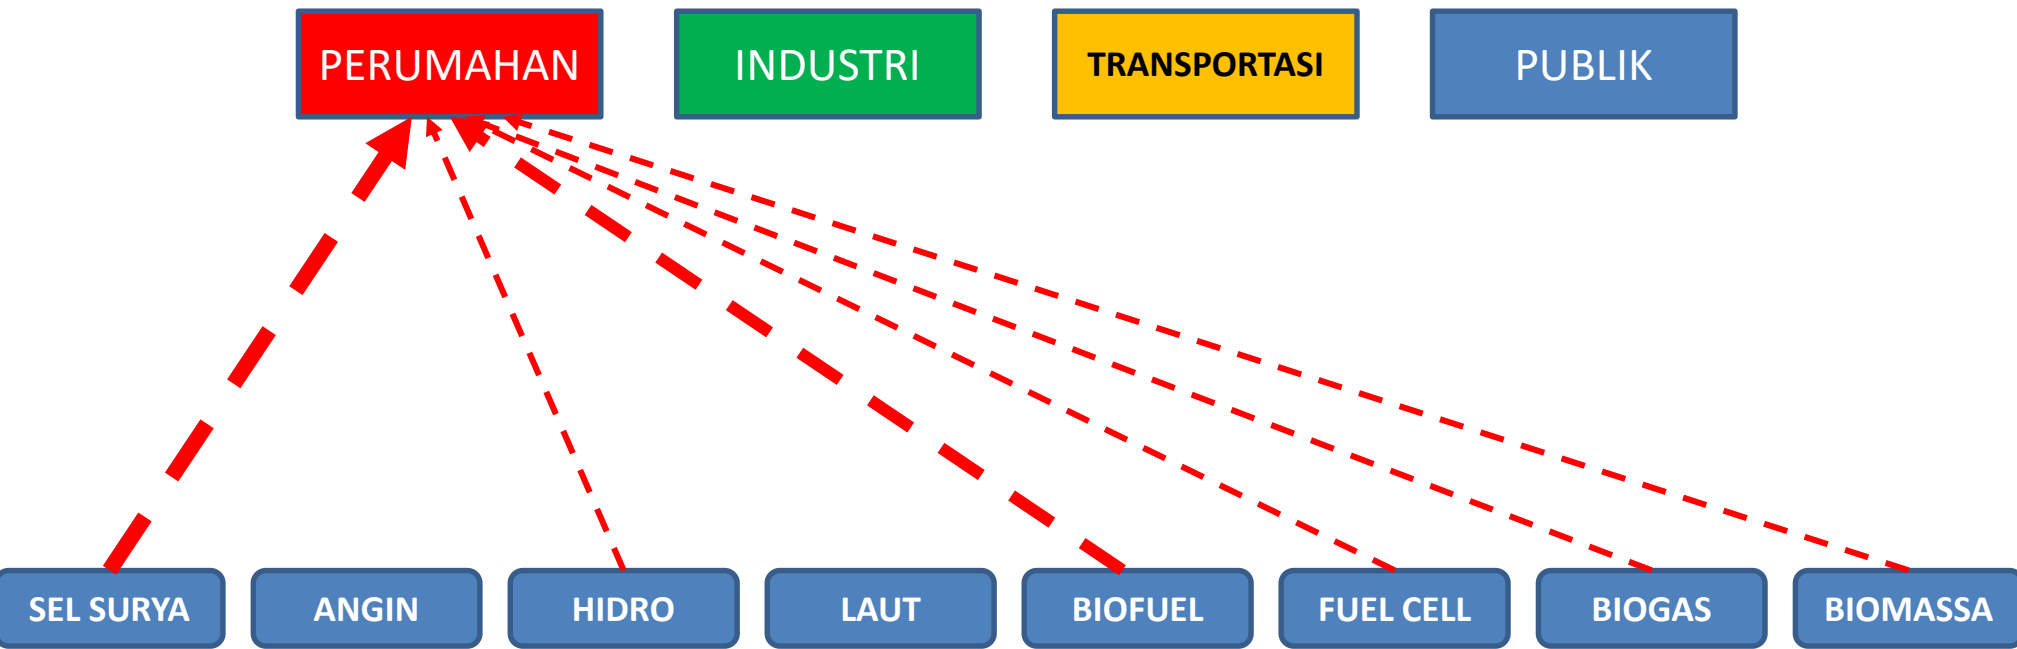 PERUMAHAN
INDUSTRI
TRANSPORTASI
PUBLIK
SEL SURYA
ANGIN
HIDRO
LAUT
BIOFUEL
FUEL CELL
BIOGAS
BIOMASSA